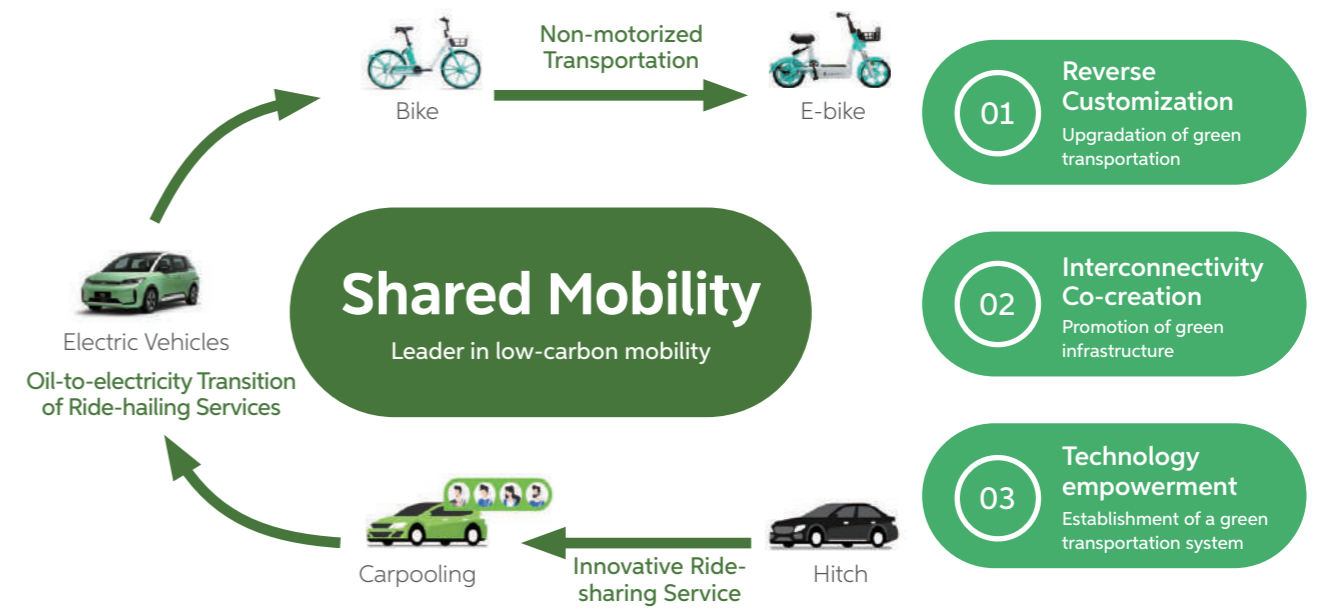 Non-motorized
Transportation
Bike
E-bike
01
Reverse
Customization
Upgradation of green
transportation
Shared Mobility
Leader in low-carbon mobility
Electric Vehicles
Oil-to-electricity Transition
of Ride-hailing Services
02
Interconnectivity
Co-creation
Promotion of green
infrastructure
Carpooling
Innovative Ride-
sharing Service
Hitch
03
Technology
empowerment
Establishment of a green
transportation system